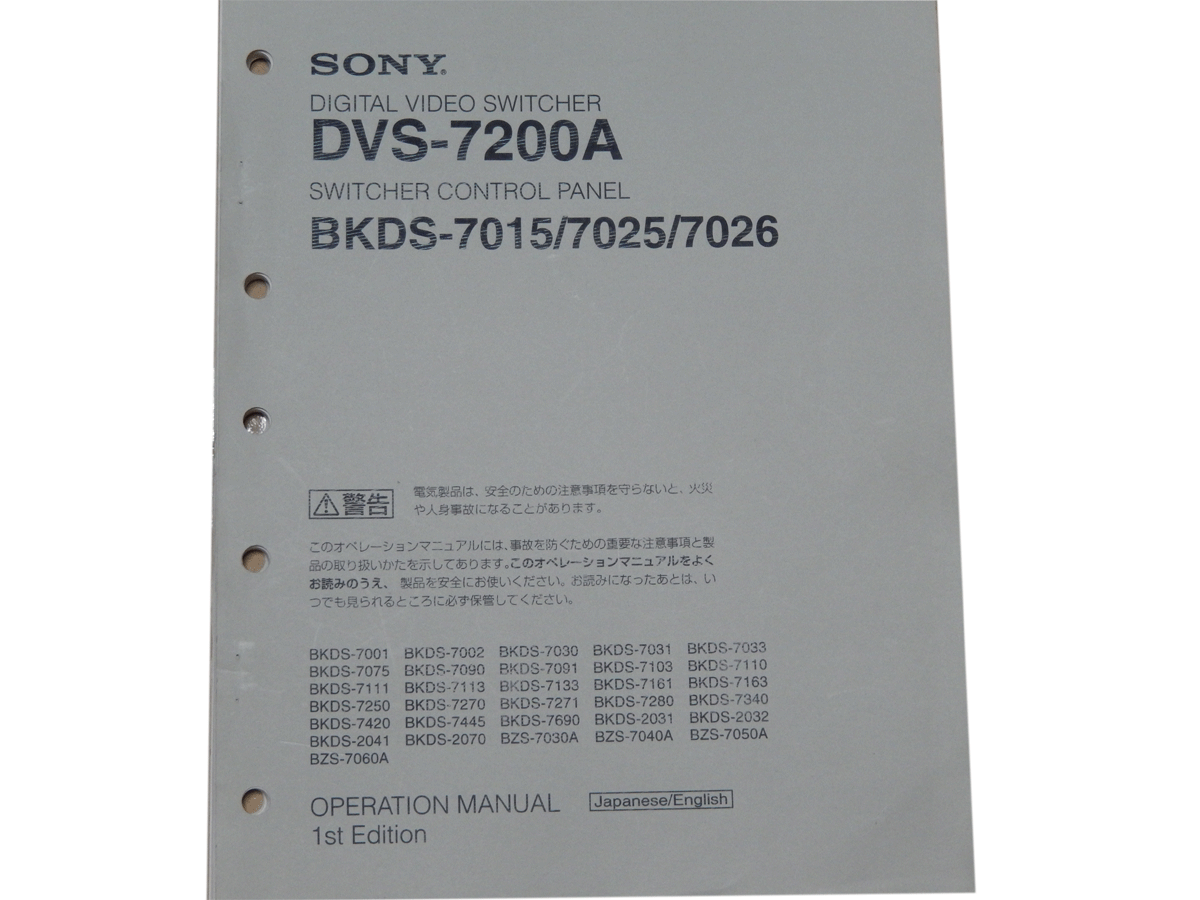 SONY®
DIGITAL VIDEO SWITCHER
DVS-7200A
SWITCHER CONTROL PANEL
BKDS-7015/7025/7026
⚠警告
電気製品は、安全のための注意事項を守らないと、火災
や人身事故になることがあります。
このオペレーションマニュアルには、事故を防ぐための重要な注意事項と製
品の取り扱いかたを示してあります。このオペレーションマニュアルをよく
お読みのうえ、製品を安全にお使いください。お読みになったあとは、い
つでも見られるところに必ず保管してください。
BKDS-7001 BKDS-7002 BKDS-7030 BKDS-7031 BKDS-7033
BKDS-7075 BKDS-7090 BKDS-7091 BKDS-7103 BKDS-7110
BKDS-7111 BKDS-7113 BKDS-7133 BKDS-7161 BKDS-7163
BKDS-7250 BKDS-7270 BKDS-7271 BKDS-7280 BKDS-7340
BKDS-7420 BKDS-7445 BKDS-7690 BKDS-2031 BKDS-2032
BKDS-2041 BKDS-2070 BZS-7030A BZS-7040A BZS-7050A
BZS-7060A
OPERATION MANUAL Japanese/English
1st Edition